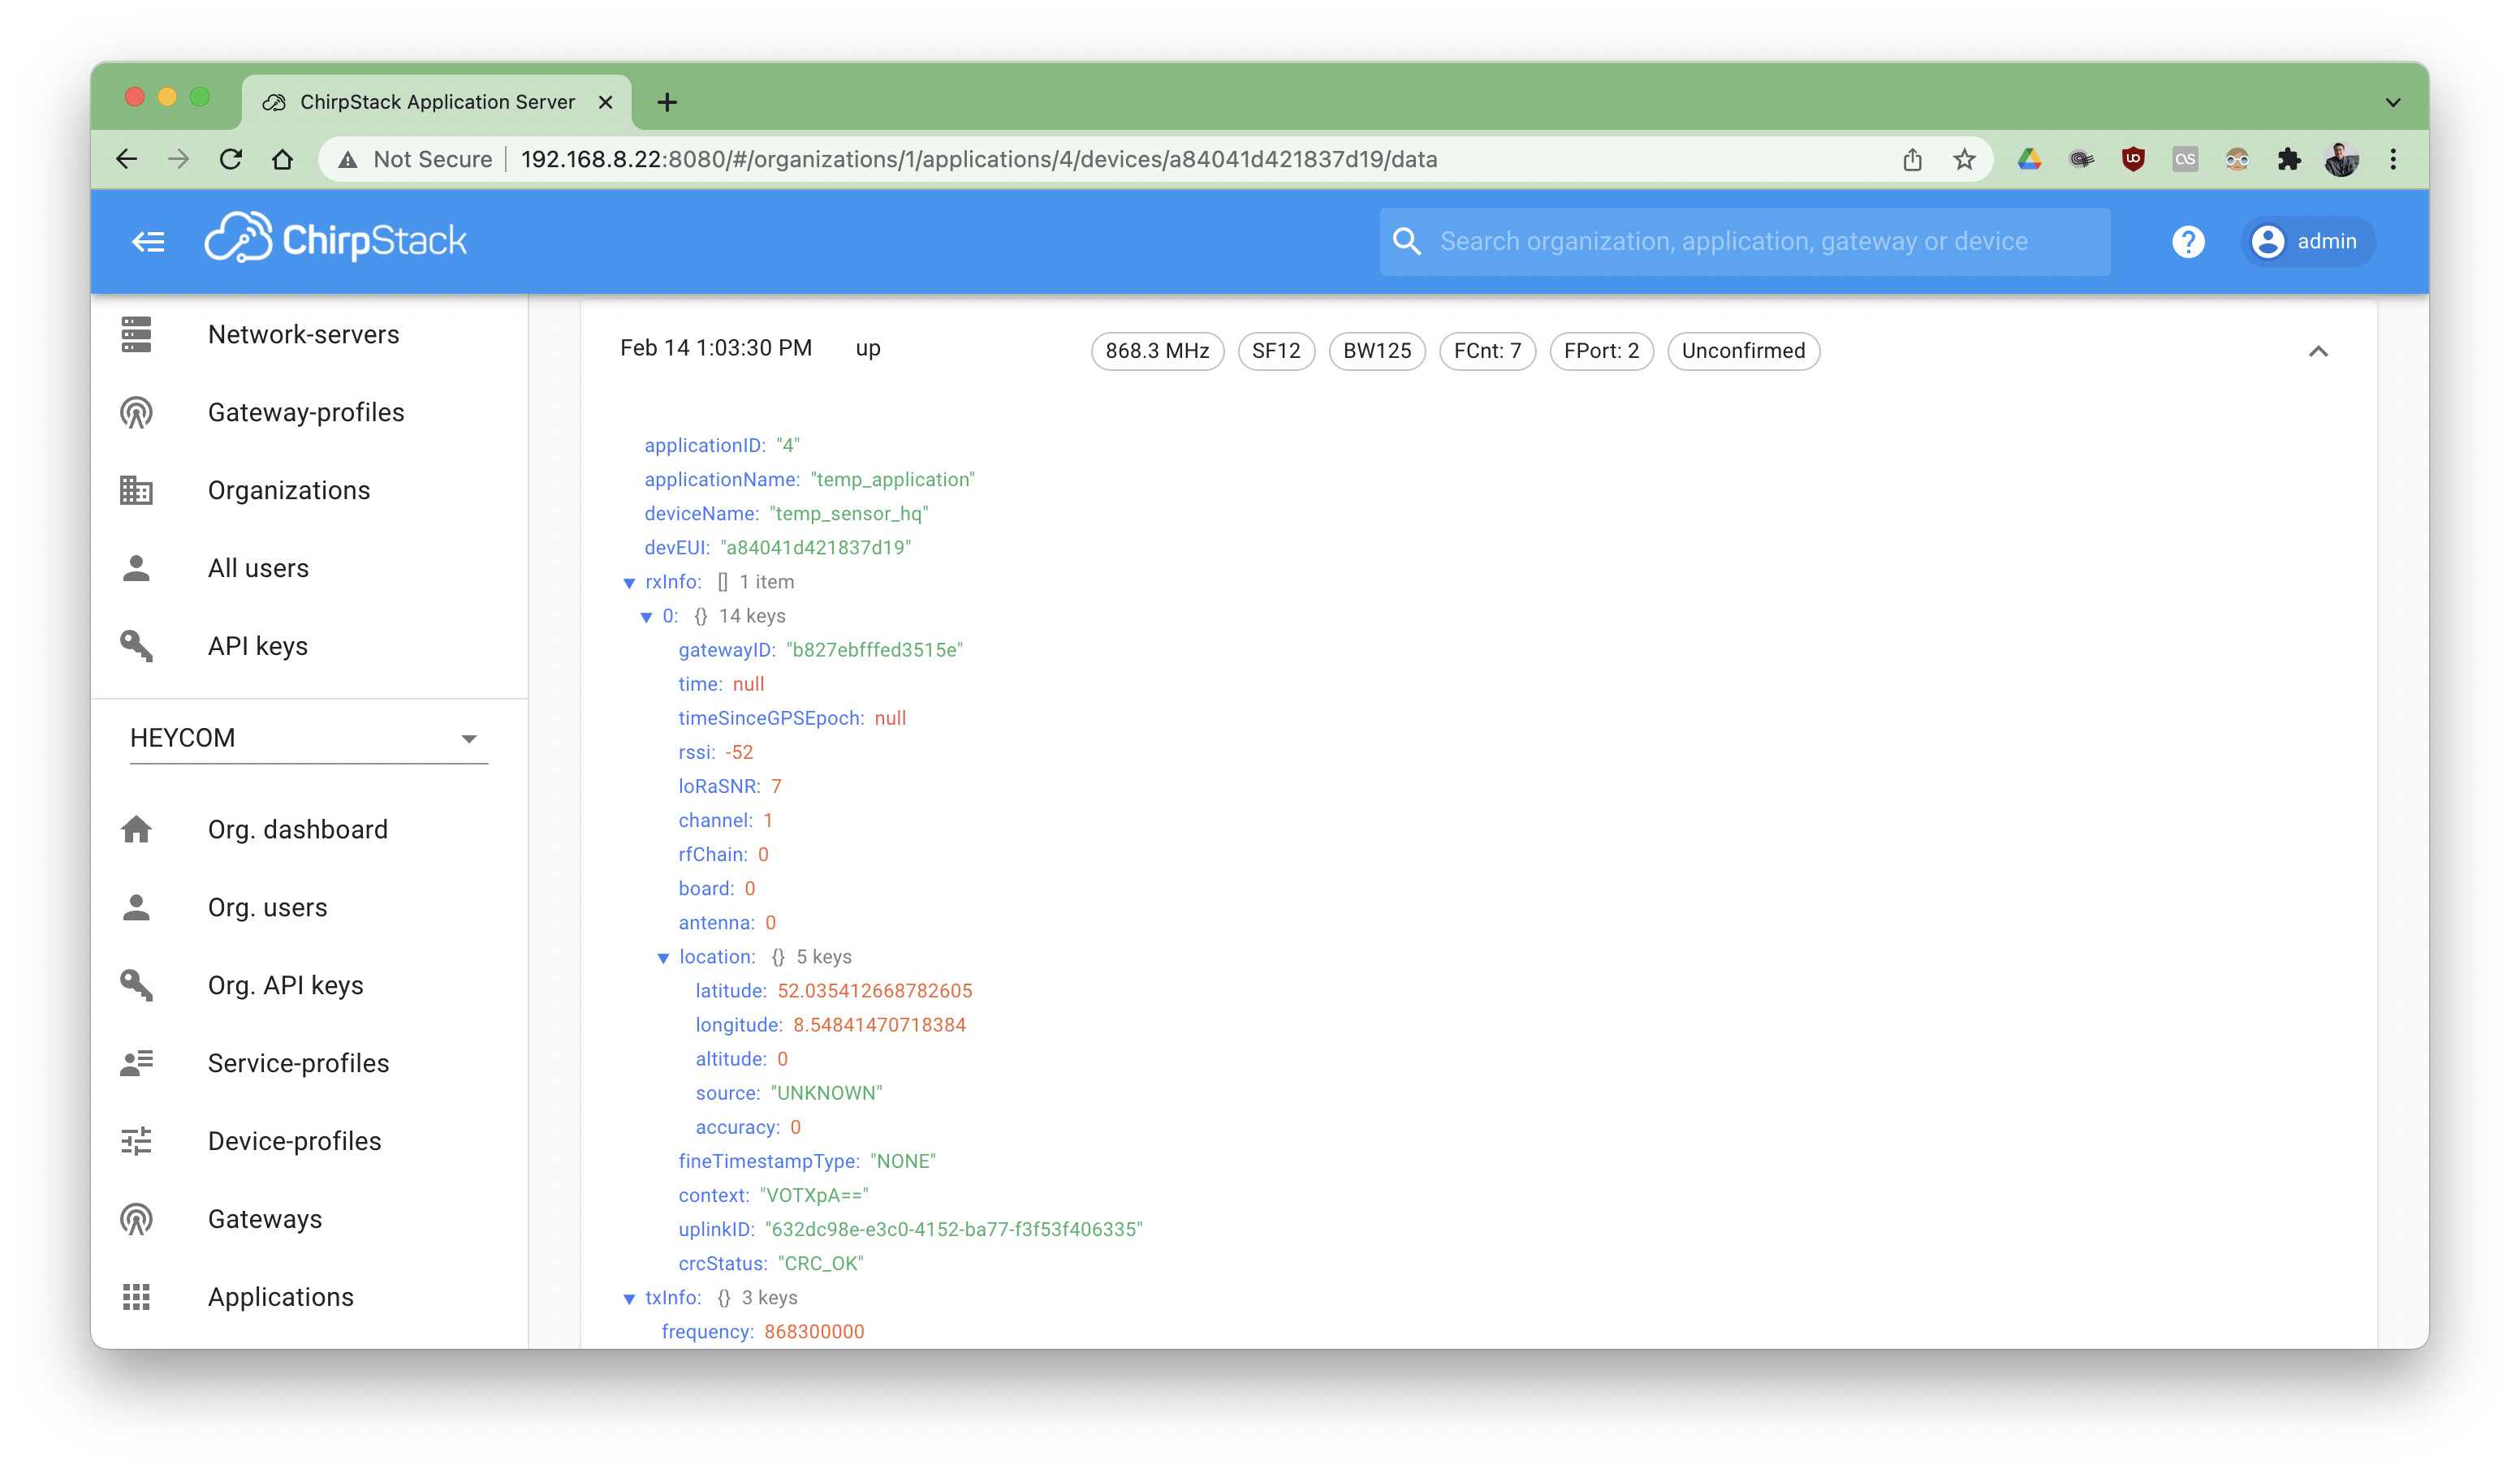 ChirpStack Application Server
Not Secure 192.168.8.22:8080/#/organizations/1/applications/4/devices/a84041d421837d19/data
ChirpStack
Search organization, application, gateway or device
?
admin
Network-servers
Gateway-profiles
Organizations
All users
API keys
HEYCOM
Org. dashboard
Org. users
Org. API keys
Service-profiles
Device-profiles
Gateways
Applications
Feb 14 1:03:30 PM up 868.3 MHz SF12 BW125 FCnt: 7 FPort: 2 Unconfirmed
applicationID: "4"
applicationName: "temp_application"
deviceName: "temp_sensor_hq"
devEUI: "a84041d421837d19"
rxInfo: [] 1 item
0: {} 14 keys
gatewayID: "b827ebfffed3515e"
time: null
timeSinceGPSEpoch: null
rssi: -52
loRaSNR: 7
channel: 1
rfChain: 0
board: 0
antenna: 0
location: {} 5 keys
latitude: 52.035412668782605
longitude: 8.54841470718384
altitude: 0
source: "UNKNOWN"
accuracy: 0
fineTimestampType: "NONE"
context: "VOTXpA=="
uplinkID: "632dc98e-e3c0-4152-ba77-f3f53f406335"
crcStatus: "CRC_OK"
txInfo: {} 3 keys
frequency: 868300000